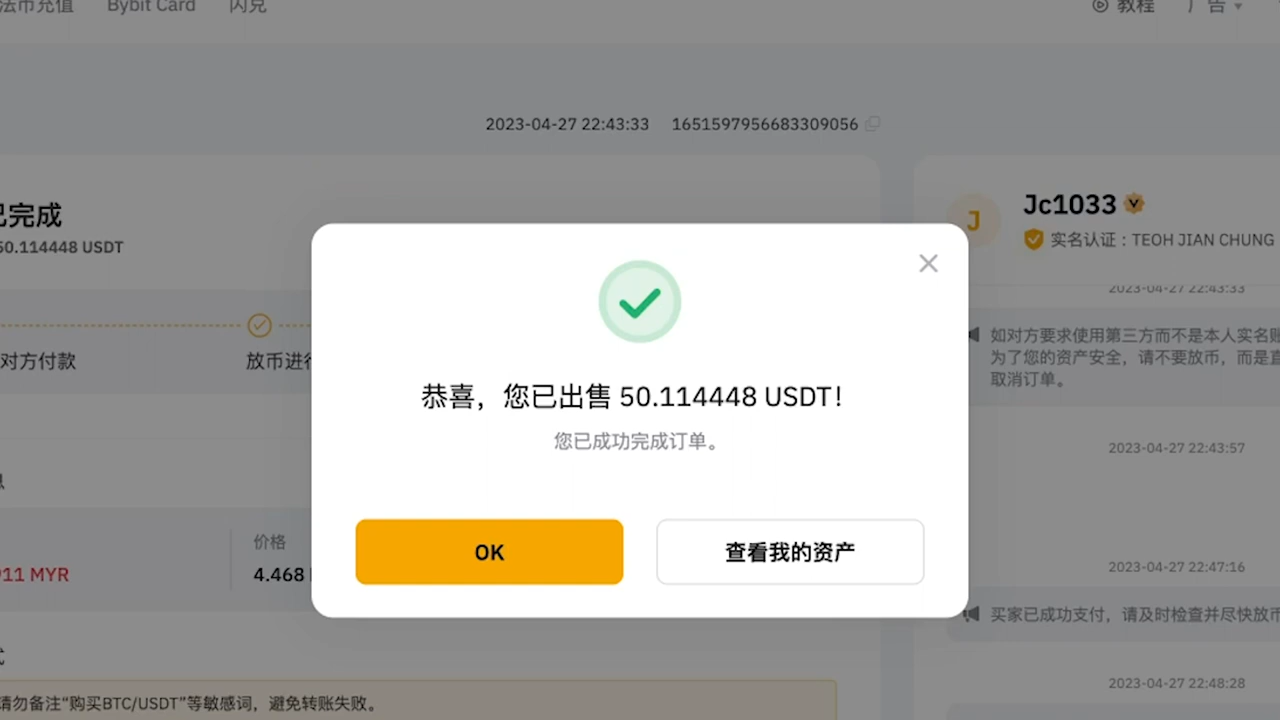 法币充值 Bybit Card 闪兑 教程 广告
2023-04-27 22:43:33 1651597956683309056
已完成
50.114448 USDT
Jc1033
实名认证：TEOH JIAN CHUNG
J
2023-04-27 22:43:33
对方付款
放币进行
如对方要求使用第三方而不是本人实名账
为了您的资产安全，请不要放币，而是直
取消订单。
恭喜，您已出售 50.114448 USDT！
您已成功完成订单。
2023-04-27 22:43:57
OK
查看我的资产
价格
911 MYR
4.468
2023-04-27 22:47:16
买家已成功支付，请及时检查并尽快放币
2023-04-27 22:48:28
请勿备注“购买BTC/USDT”等敏感词，避免转账失败。